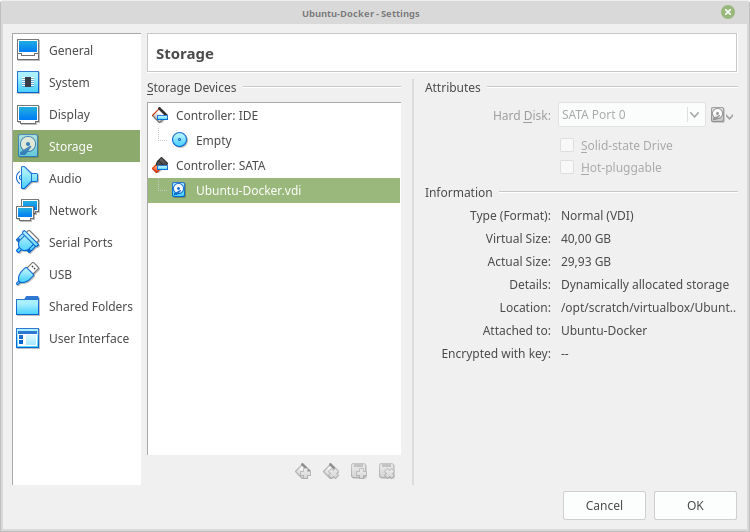 Ubuntu-Docker - Settings
General
System
Display
Storage
Audio
Network
Serial Ports
USB
Shared Folders
User Interface
Storage
Storage Devices
Controller: IDE
Empty
Controller: SATA
Ubuntu-Docker.vdi
Attributes
Hard Disk: SATA Port 0
Solid-state Drive
Hot-pluggable
Information
Type (Format): Normal (VDI)
Virtual Size: 40,00 GB
Actual Size: 29,93 GB
Details: Dynamically allocated storage
Location: /opt/scratch/virtualbox/Ubunt..
Attached to: Ubuntu-Docker
Encrypted with key: --
Cancel
OK